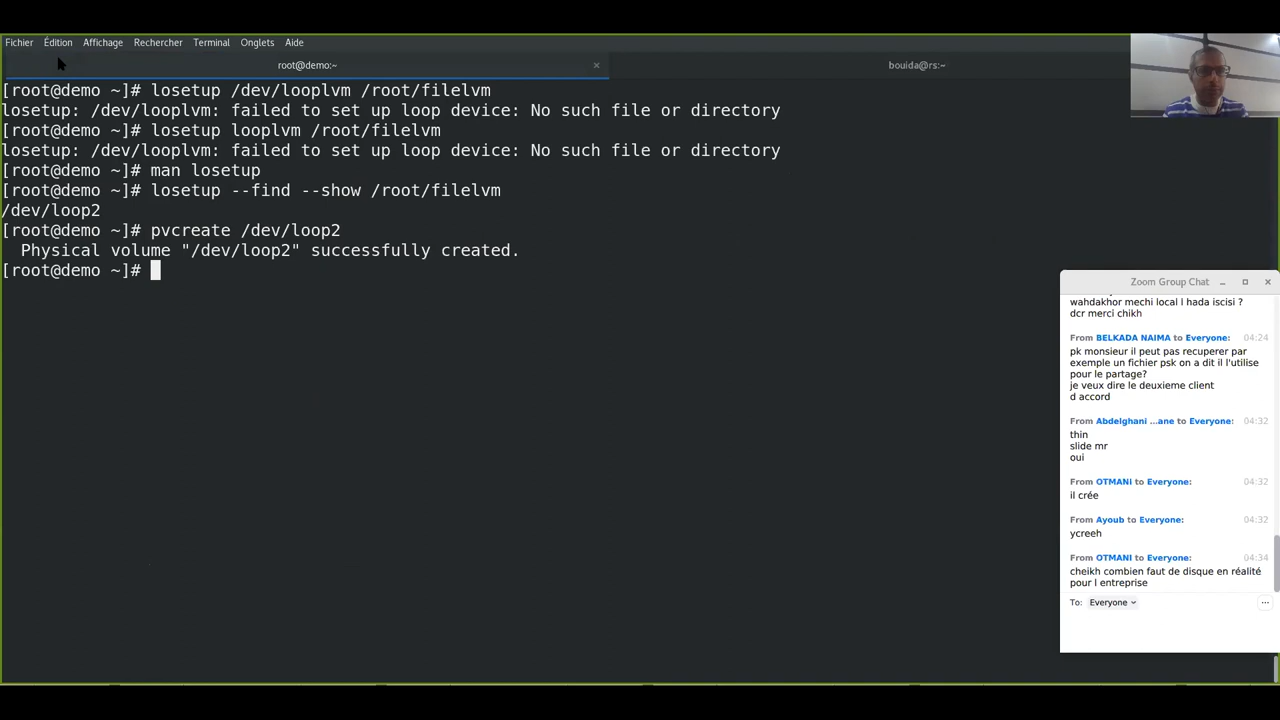 Fichier Édition Affichage Rechercher Terminal Onglets Aide
root@demo:~ × bouida@rs:~
[root@demo ~]# losetup /dev/looplvm /root/filelvm
losetup: /dev/looplvm: failed to set up loop device: No such file or directory
[root@demo ~]# losetup looplvm /root/filelvm
losetup: /dev/looplvm: failed to set up loop device: No such file or directory
[root@demo ~]# man losetup
[root@demo ~]# losetup --find --show /root/filelvm
/dev/loop2
[root@demo ~]# pvcreate /dev/loop2
  Physical volume "/dev/loop2" successfully created.
[root@demo ~]#
Zoom Group Chat
wahdakhor mechi local l hada iscisi ?
dcr merci chikh
From BELKADA NAIMA to Everyone: 04:24
pk monsieur il peut pas recuperer par
exemple un fichier psk on a dit il l'utilise
pour le partage?
je veux dire le deuxieme client
d accord
From Abdelghani ...ane to Everyone: 04:32
thin
slide mr
oui
From OTMANI to Everyone: 04:32
il crée
From Ayoub to Everyone: 04:32
ycreeh
From OTMANI to Everyone: 04:34
cheikh combien faut de disque en réalité
pour l entreprise
To: Everyone ...